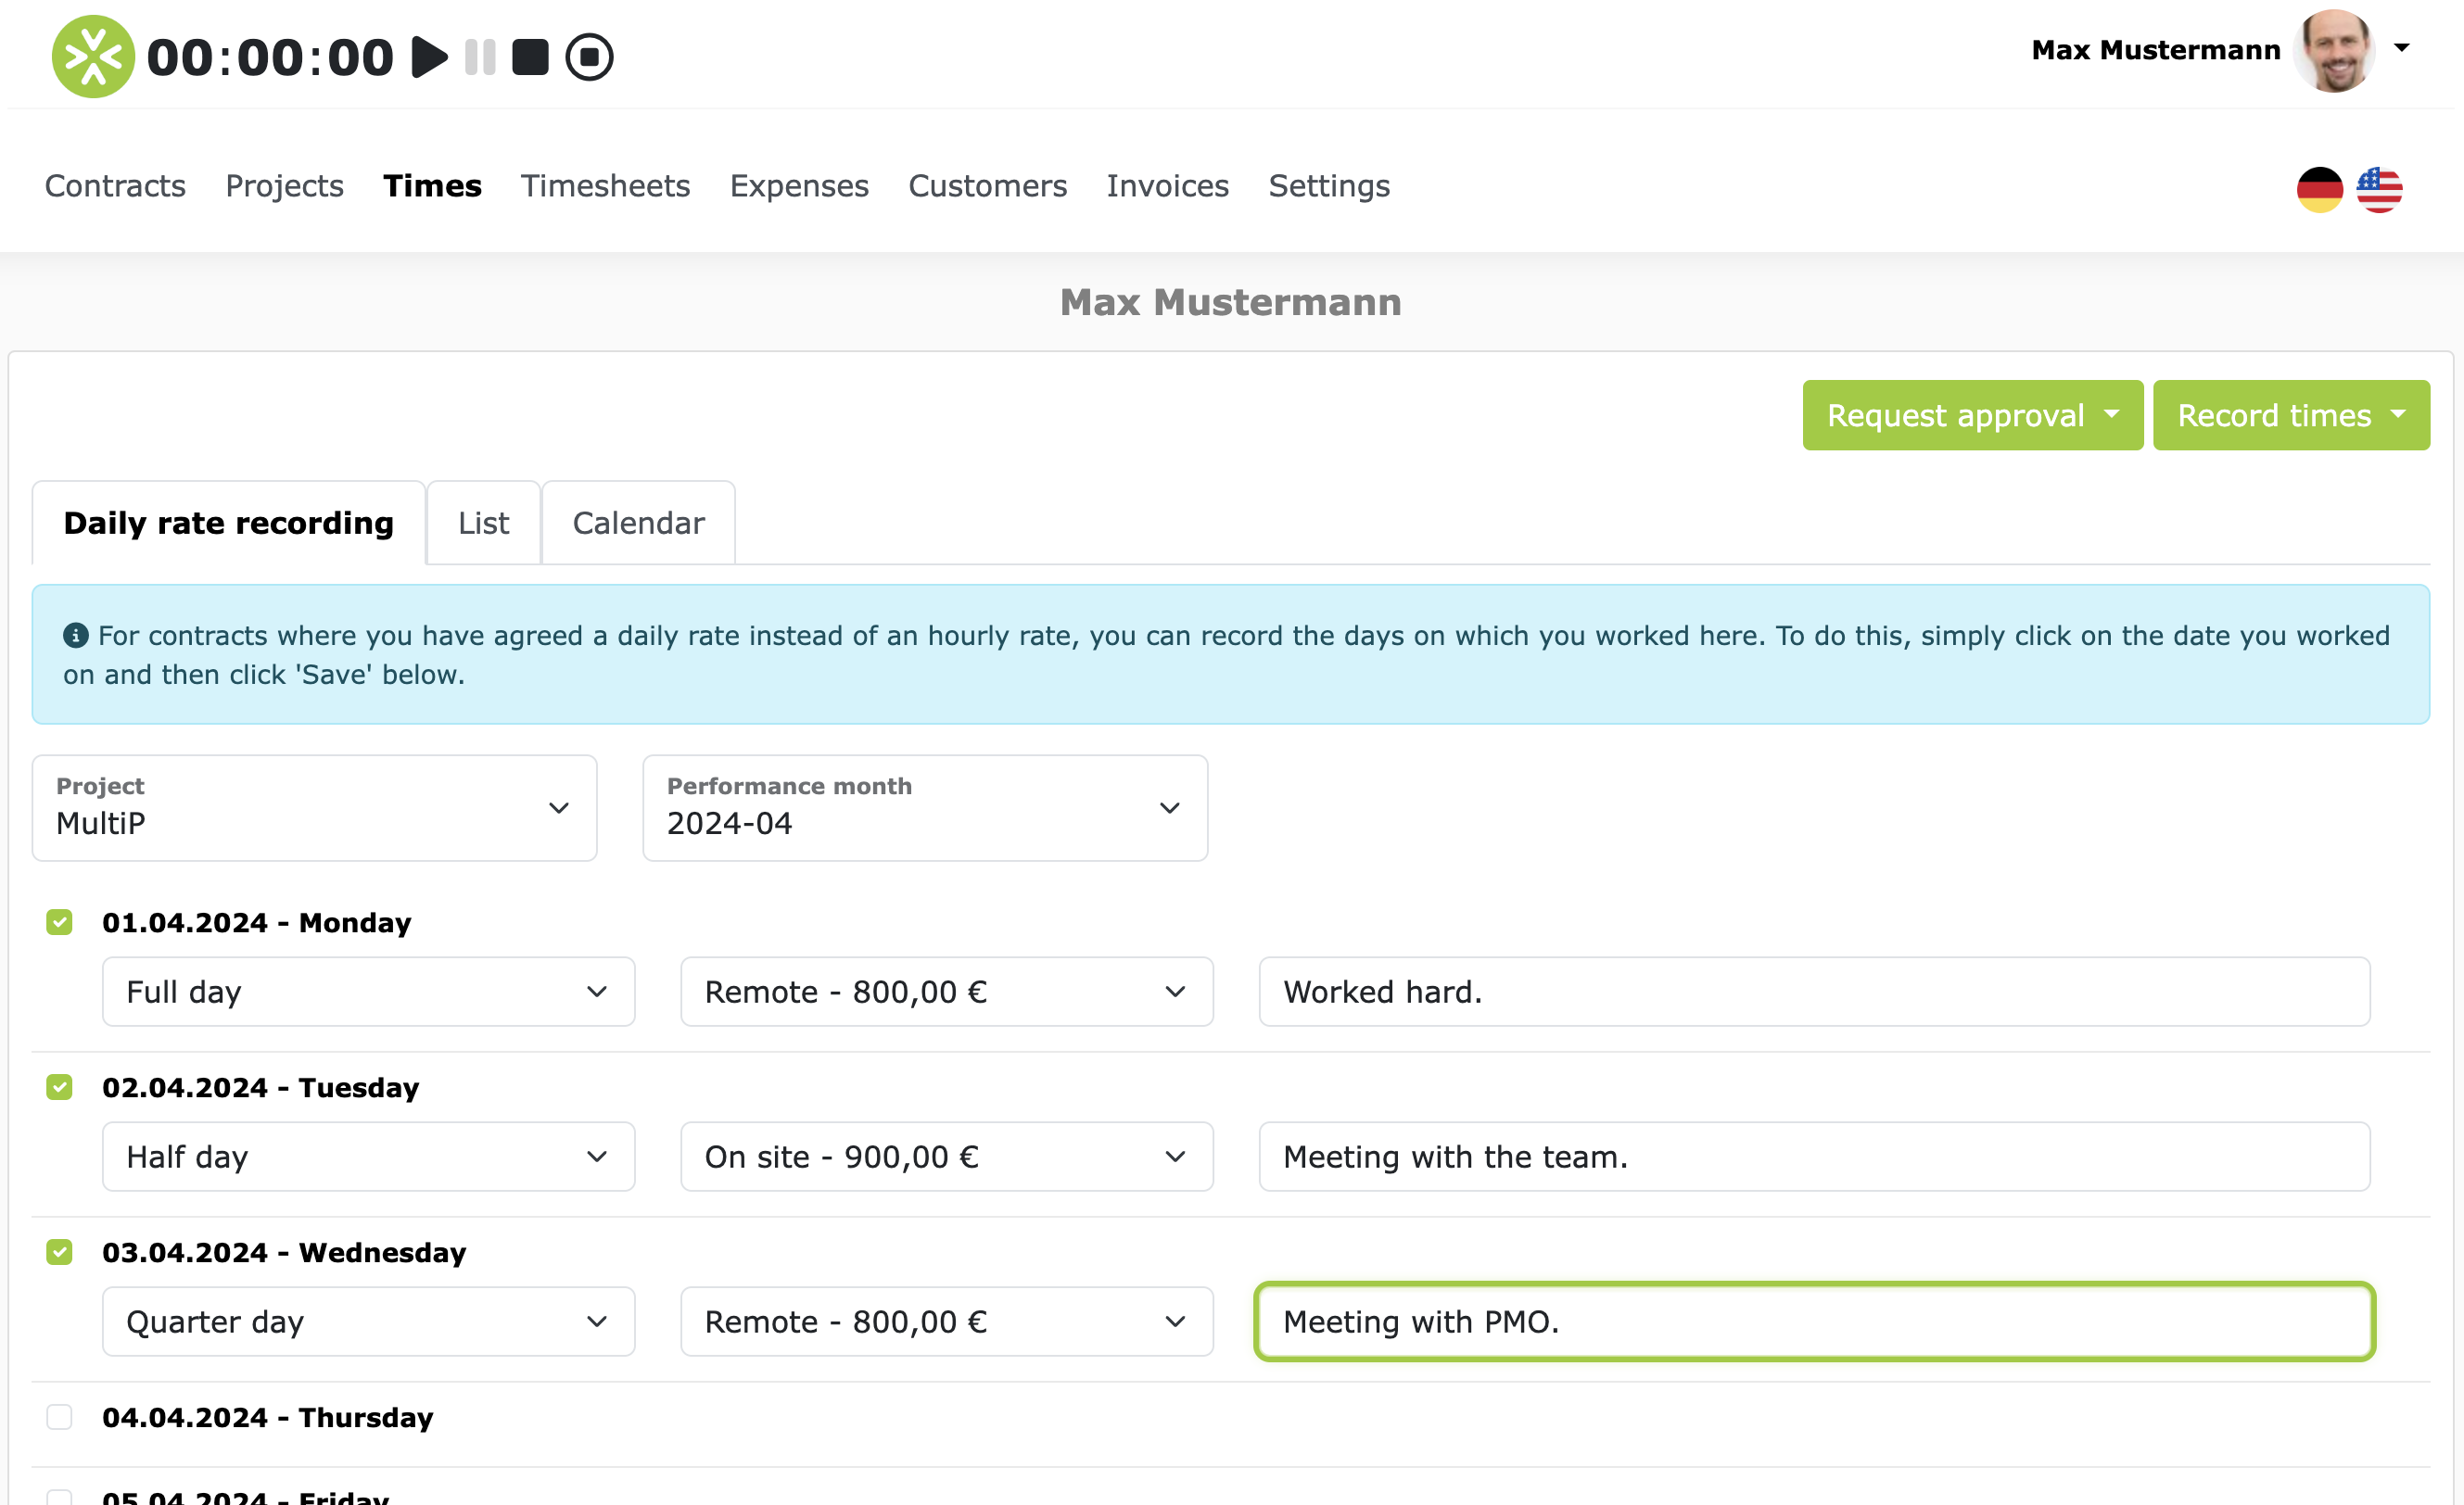 00:00:00
Max Mustermann
Contracts Projects Times Timesheets Expenses Customers Invoices Settings
Max Mustermann
Request approval Record times
Daily rate recording List Calendar
For contracts where you have agreed a daily rate instead of an hourly rate, you can record the days on which you worked here. To do this, simply click on the date you worked
on and then click 'Save' below.
Project
MultiP
Performance month
2024-04
01.04.2024 - Monday
Full day Remote - 800,00 € Worked hard.
02.04.2024 - Tuesday
Half day On site - 900,00 € Meeting with the team.
03.04.2024 - Wednesday
Quarter day Remote - 800,00 € Meeting with PMO.
04.04.2024 - Thursday
05.04.2024 - Friday